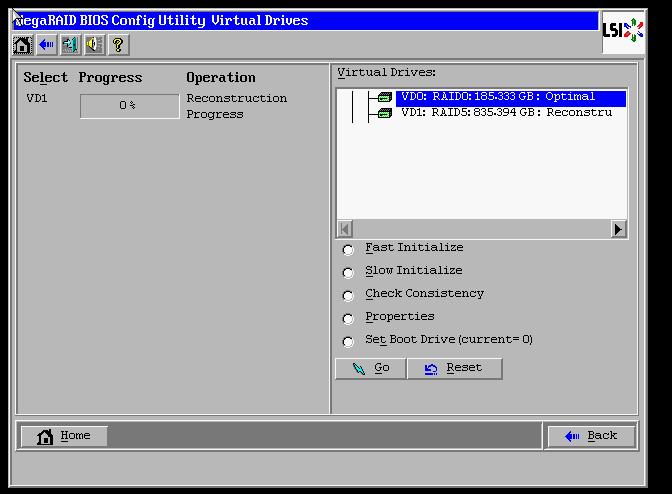 MegaRAID BIOS Config Utility Virtual Drives
LSI
Select Progress Operation
VD1 0 % Reconstruction
Progress
Virtual Drives:
VD0: RAID0: 185.333 GB: Optimal
VD1: RAID5: 835.394 GB: Reconstru
Fast Initialize
Slow Initialize
Check Consistency
Properties
Set Boot Drive (current= 0)
Go Reset
Home Back